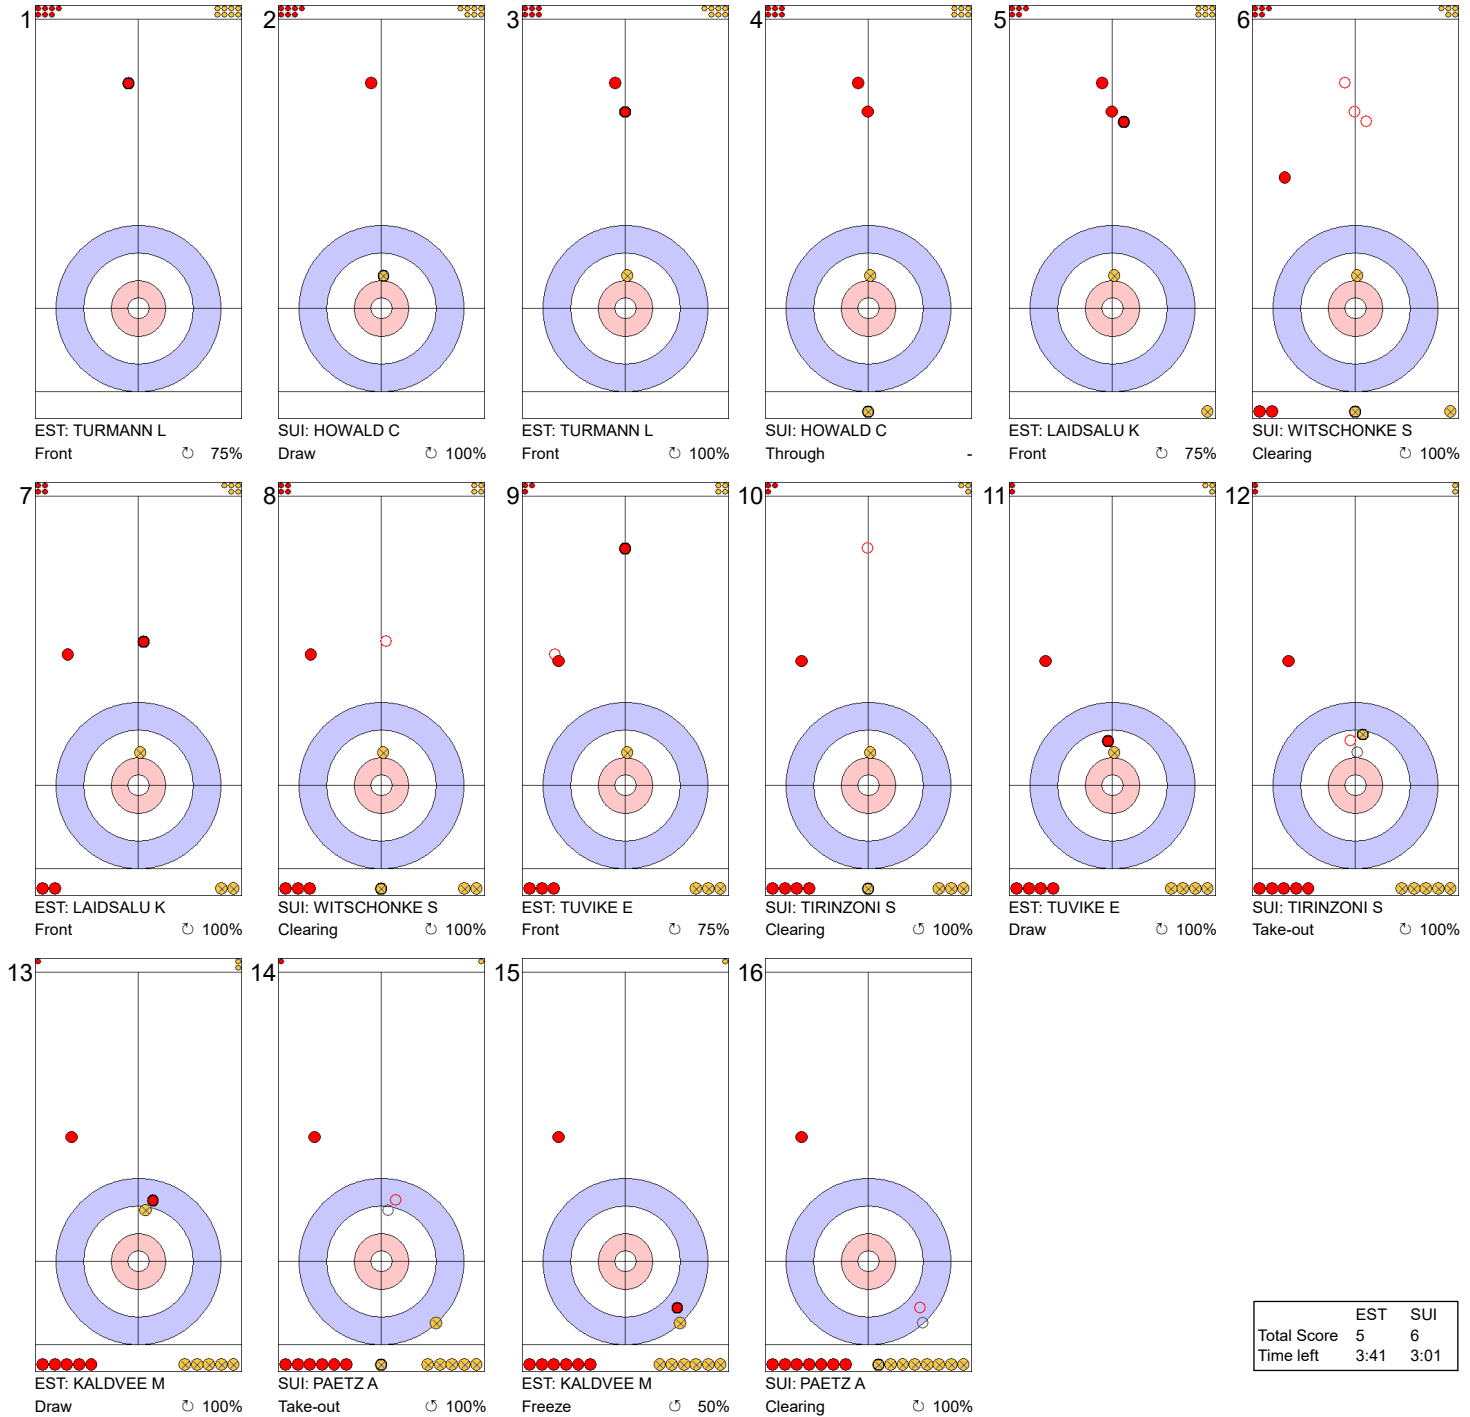 1
2
3
4
5
6
EST: TURMANN L
Front ↻ 75%
SUI: HOWALD C
Draw ↻ 100%
EST: TURMANN L
Front ↻ 100%
SUI: HOWALD C
Through -
EST: LAIDSALU K
Front ↻ 75%
SUI: WITSCHONKE S
Clearing ↻ 100%
7
8
9
10
11
12
EST: LAIDSALU K
Front ↻ 100%
SUI: WITSCHONKE S
Clearing ↻ 100%
EST: TUVIKE E
Front ↻ 75%
SUI: TIRINZONI S
Clearing ↺ 100%
EST: TUVIKE E
Draw ↻ 100%
SUI: TIRINZONI S
Take-out ↻ 100%
13
14
15
16
EST: KALDVEE M
Draw ↻ 100%
SUI: PAETZ A
Take-out ↺ 100%
EST: KALDVEE M
Freeze ↺ 50%
SUI: PAETZ A
Clearing ↺ 100%
EST SUI
Total Score 5 6
Time left 3:41 3:01